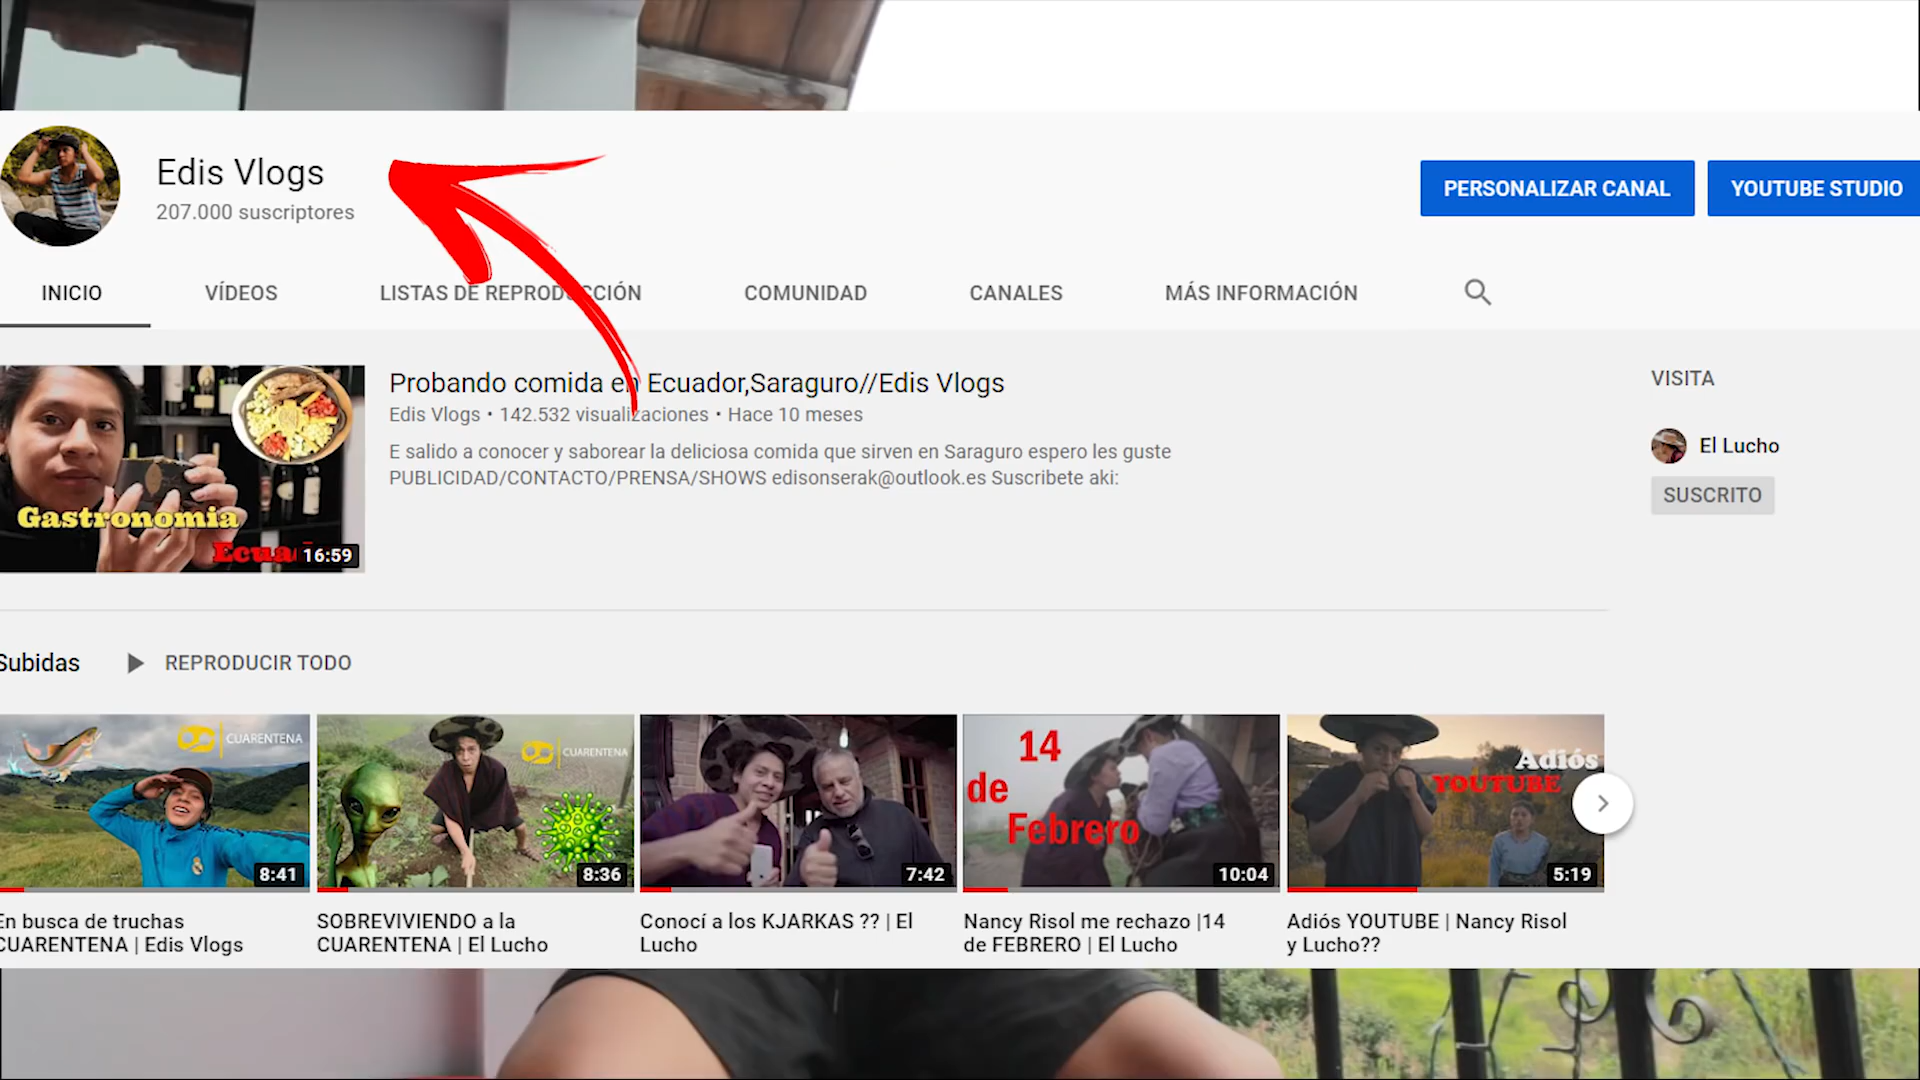 Edis Vlogs
207.000 suscriptores
PERSONALIZAR CANAL
YOUTUBE STUDIO
INICIO
VÍDEOS
LISTAS DE REPRODUCCIÓN
COMUNIDAD
CANALES
MÁS INFORMACIÓN
Gastronomia
16:59
Probando comida en Ecuador,Saraguro//Edis Vlogs
Edis Vlogs • 142.532 visualizaciones • Hace 10 meses
E salido a conocer y saborear la deliciosa comida que sirven en Saraguro espero les guste
PUBLICIDAD/CONTACTO/PRENSA/SHOWS edisonserak@outlook.es Suscribete aki:
VISITA
El Lucho
SUSCRITO
Subidas
REPRODUCIR TODO
CUARENTENA
8:41
En busca de truchas
CUARENTENA | Edis Vlogs
CUARENTENA
8:36
SOBREVIVIENDO a la
CUARENTENA | El Lucho
7:42
Conocí a los KJARKAS ?? | El
Lucho
14
de
Febrero
10:04
Nancy Risol me rechazo |14
de FEBRERO | El Lucho
Adiós
YOUTUBE
5:19
Adiós YOUTUBE | Nancy Risol
y Lucho??